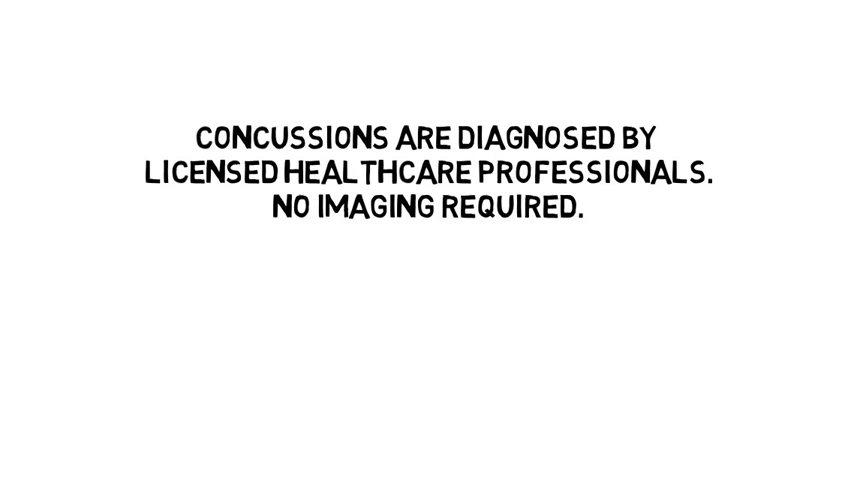 CONCUSSIONS ARE DIAGNOSED BY
LICENSED HEALTHCARE PROFESSIONALS.
NO IMAGING REQUIRED.